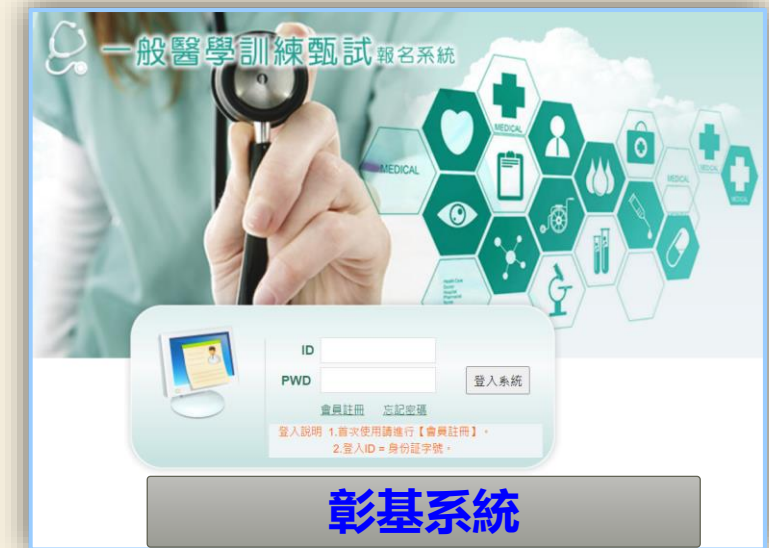 一般醫學訓練甄試報名系統
MEDICAL
MEDICAL
MEDICAL
ID
PWD
登入系統
會員註冊 忘記密碼
登入說明 1.首次使用請進行【會員註冊】，
2.登入ID = 身份証字號。
彰基系統